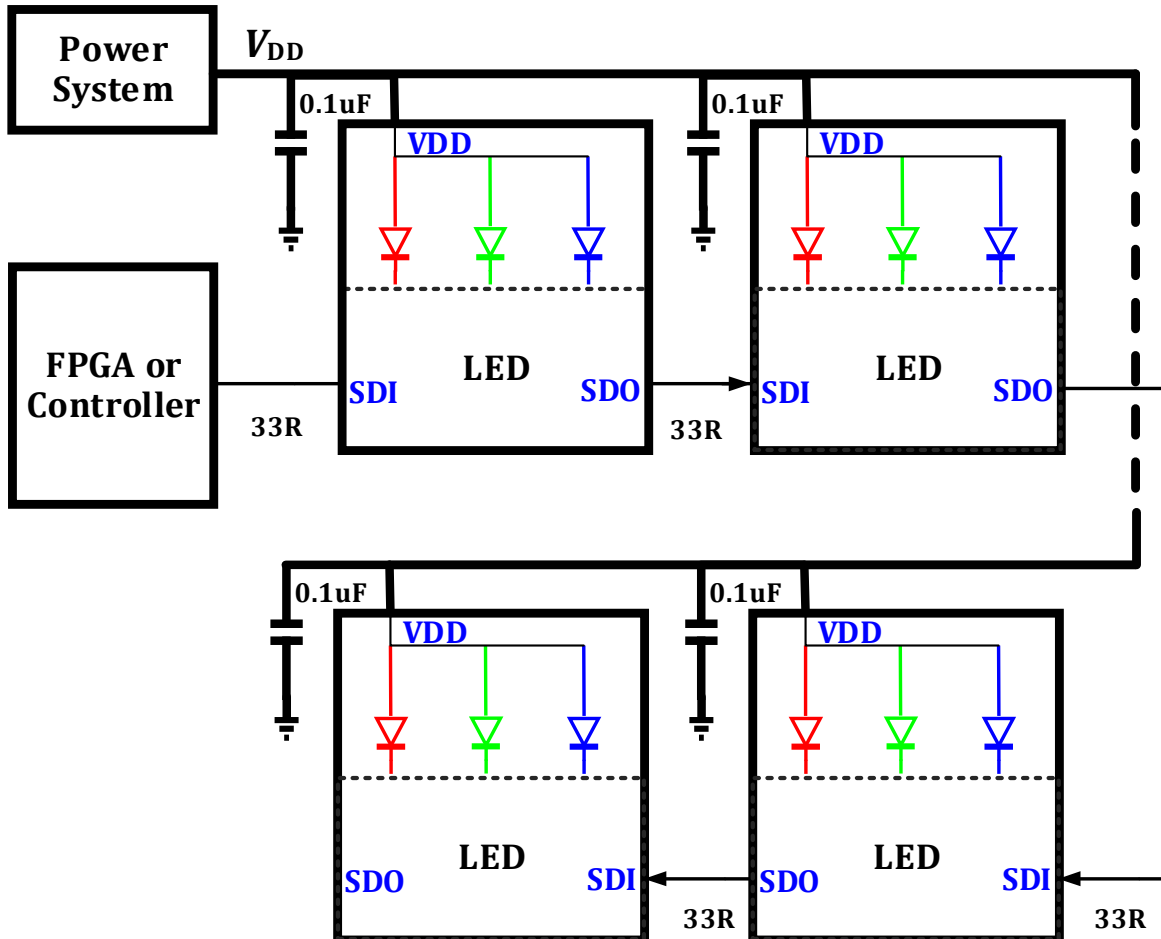 Power
System
VDD
0.1uF
0.1uF
VDD
VDD
FPGA or
Controller
LED
LED
SDI
SDO
SDI
SDO
33R
33R
0.1uF
0.1uF
VDD
VDD
LED
LED
SDO
SDI
SDO
SDI
33R
33R